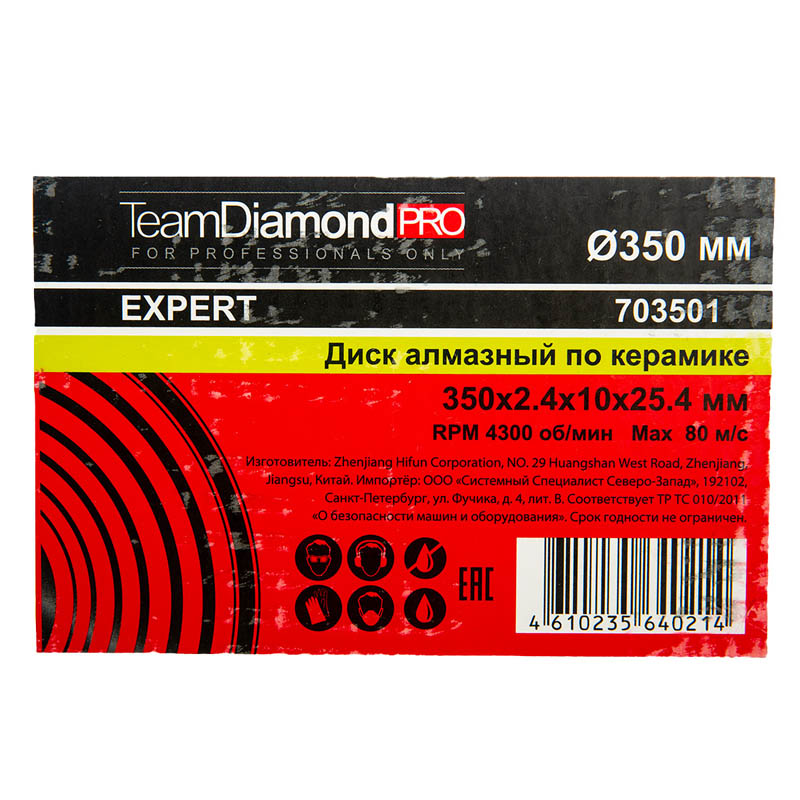 TeamDiamondPRO
FOR PROFESSIONALS ONLY
Ø350 мм
EXPERT 703501
Диск алмазный по керамике
350x2.4x10x25.4 мм
RPM 4300 об/мин Max 80 м/с
Изготовитель: Zhenjiang Hifun Corporation, NO. 29 Huangshan West Road, Zhenjiang,
Jiangsu, Китай. Импортёр: ООО «Системный Специалист Северо-Запад», 192102,
Санкт-Петербург, ул. Фучика, д. 4, лит. В. Соответствует ТР ТС 010/2011
«О безопасности машин и оборудования». Срок годности не ограничен.
EAC
4 610235 640214